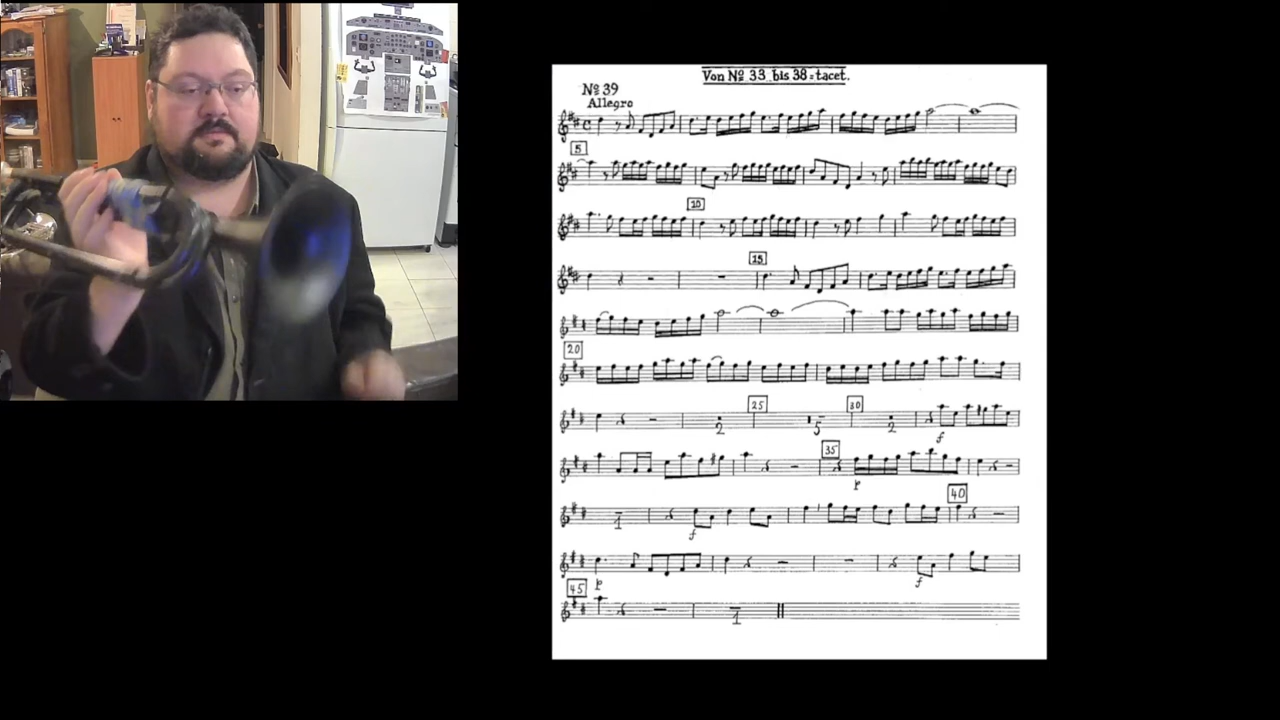 Von № 33 bis 38 = tacet.
№ 39
Allegro
5
10
15
20
25
30
2
5
2
f
35
p
40
1
f
p
f
45
1